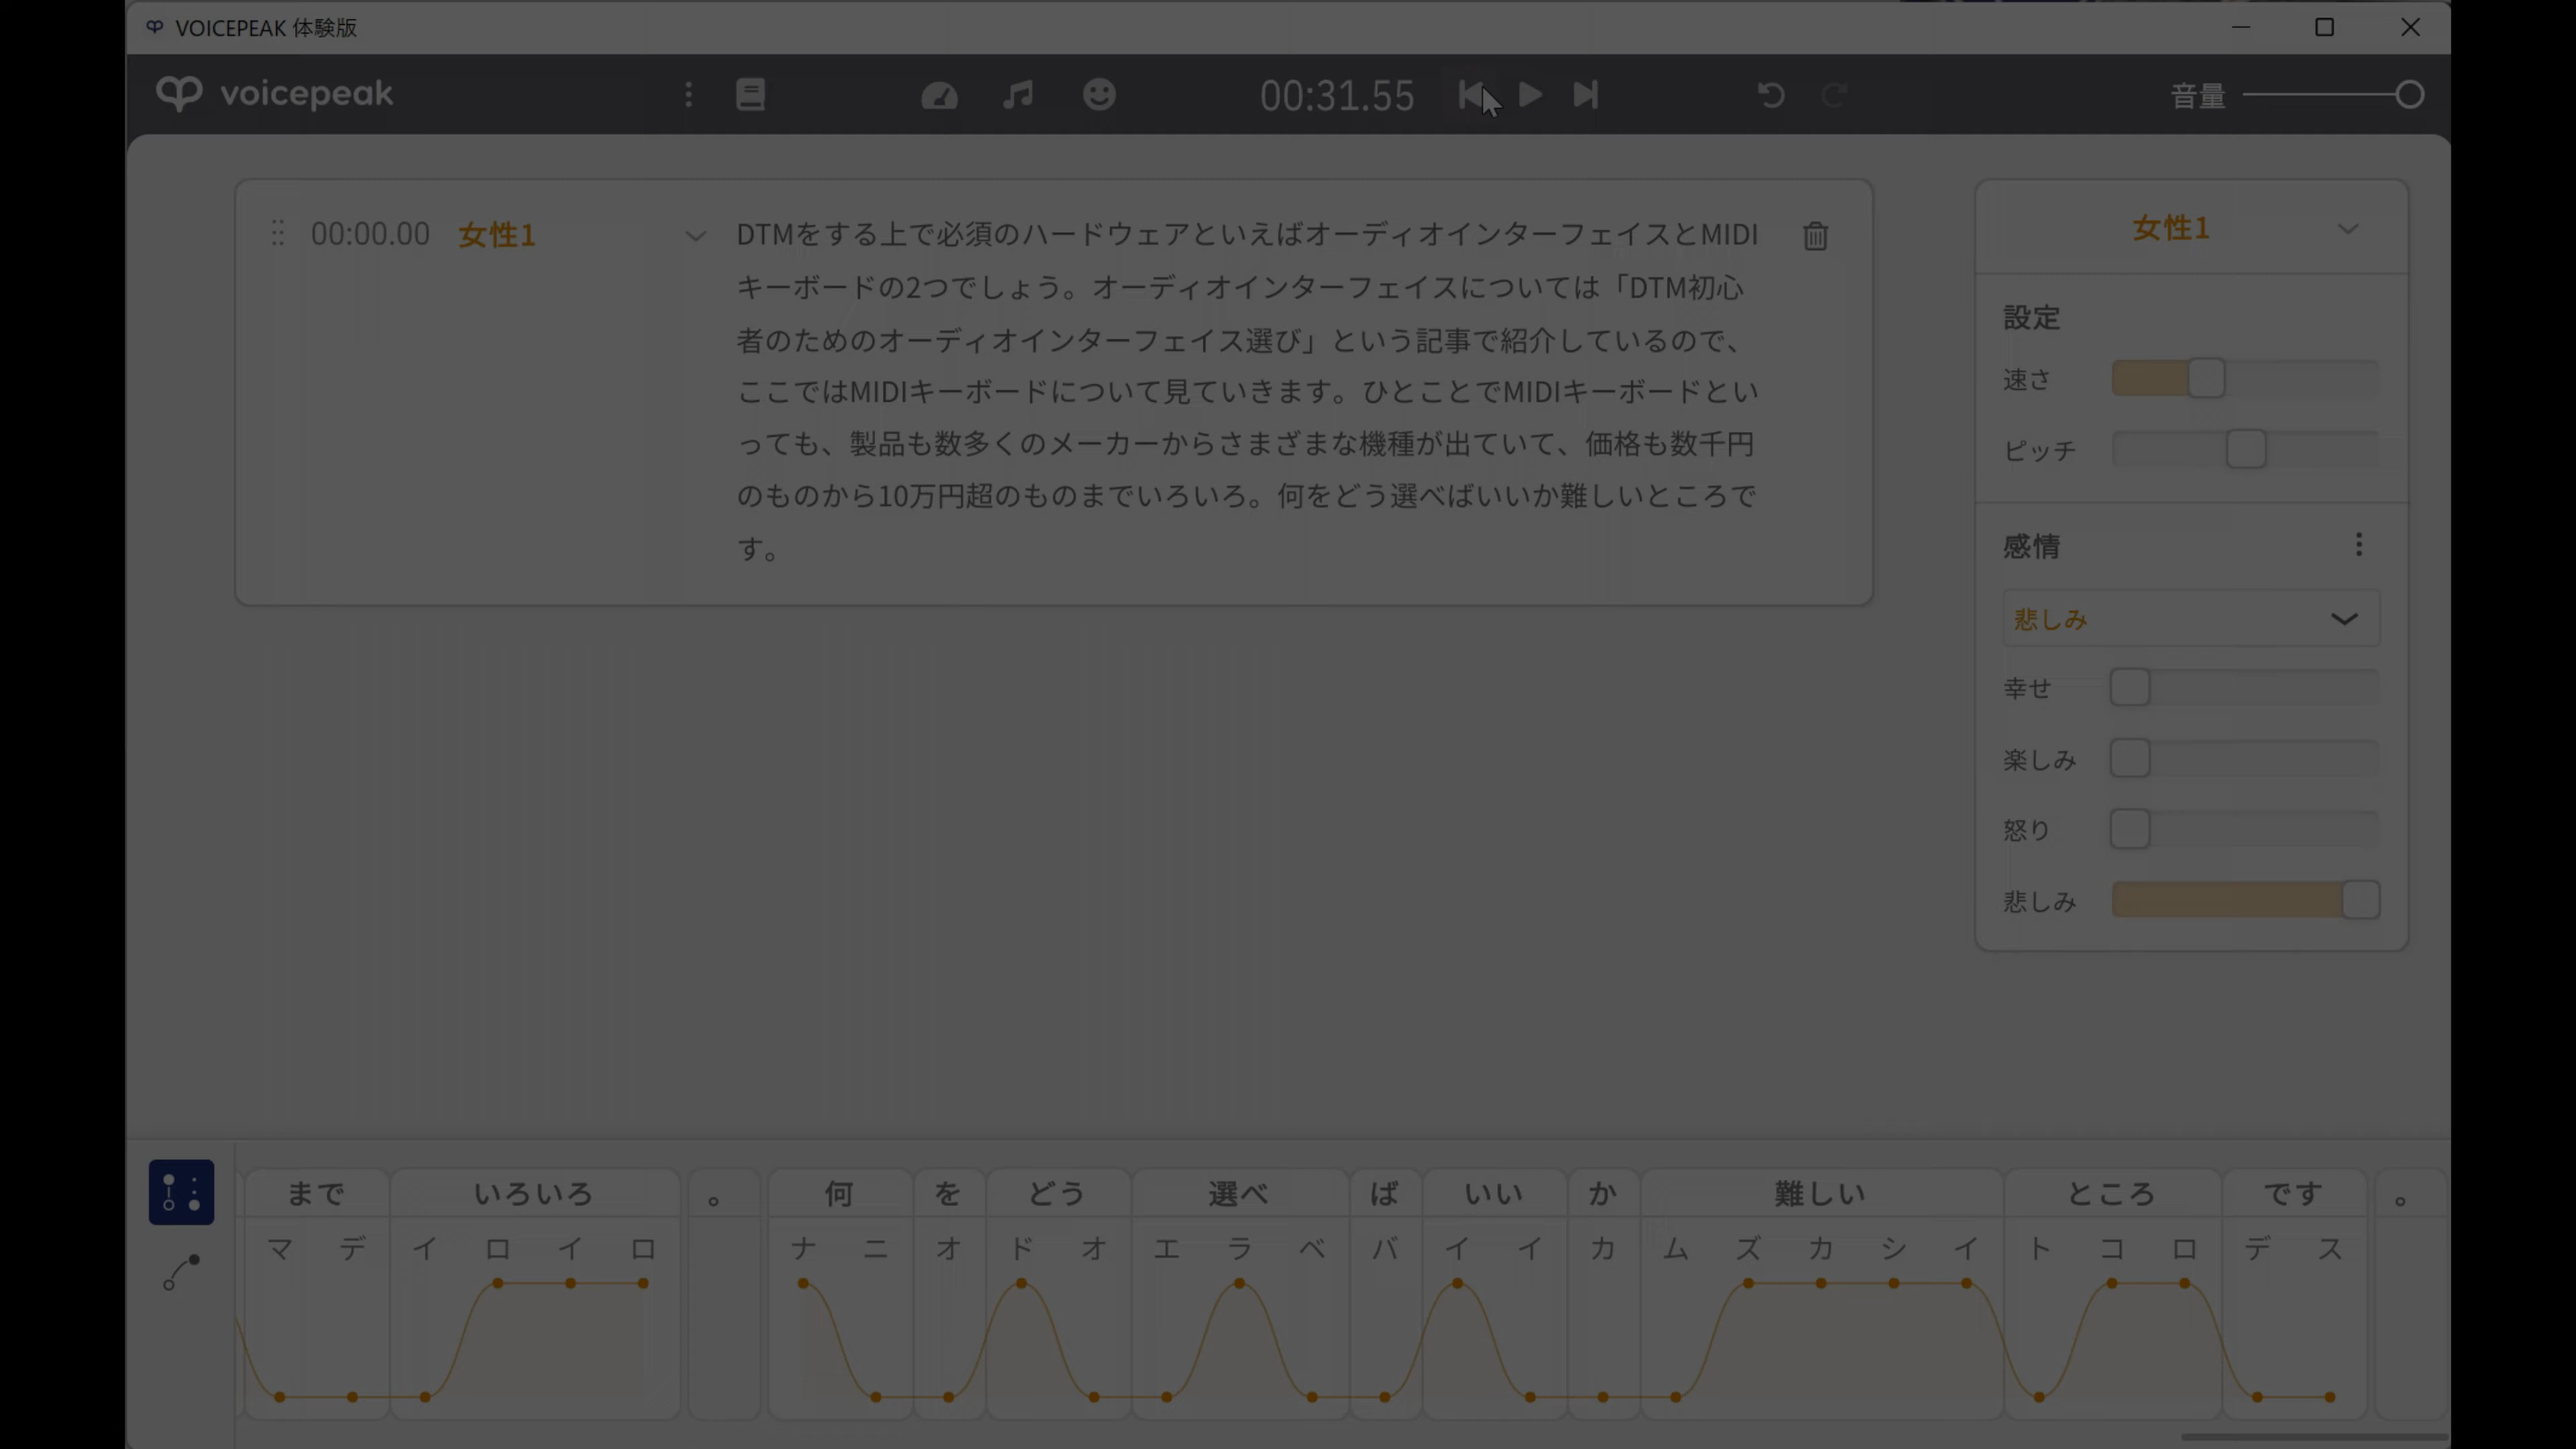 VOICEPEAK 体験版
voicepeak
00:31.55
音量
00:00.00 女性1
DTMをする上で必須のハードウェアといえばオーディオインターフェイスとMIDI
キーボードの2つでしょう。オーディオインターフェイスについては「DTM初心
者のためのオーディオインターフェイス選び」という記事で紹介しているので、
ここではMIDIキーボードについて見ていきます。ひとことでMIDIキーボードとい
っても、製品も数多くのメーカーからさまざまな機種が出ていて、価格も数千円
のものから10万円超のものまでいろいろ。何をどう選べばいいか難しいところで
す。
女性1
設定
速さ
ピッチ
感情
悲しみ
幸せ
楽しみ
怒り
悲しみ
まで いろいろ 。 何 を どう 選べ ば いい か 難しい ところ です 。
マ デ イ ロ イ ロ ナ ニ オ ド オ エ ラ ベ バ イ イ カ ム ズ カ シ イ ト コ ロ デ ス